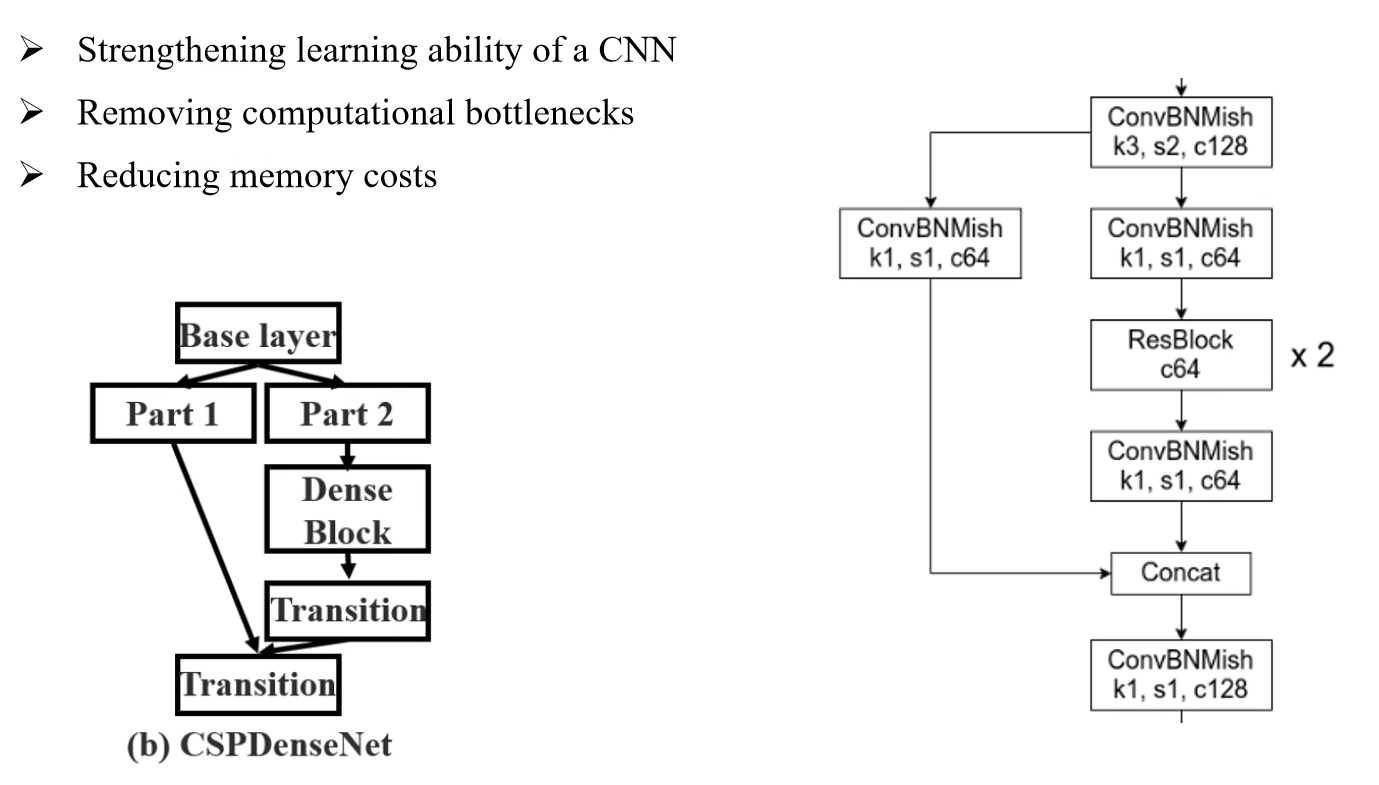 Strengthening learning ability of a CNN
Removing computational bottlenecks
Reducing memory costs
Base layer
Part 1
Part 2
Dense
Block
Transition
Transition
(b) CSPDenseNet
ConvBNMish
k3, s2, c128
ConvBNMish
k1, s1, c64
ConvBNMish
k1, s1, c64
ResBlock
c64
x 2
ConvBNMish
k1, s1, c64
Concat
ConvBNMish
k1, s1, c128